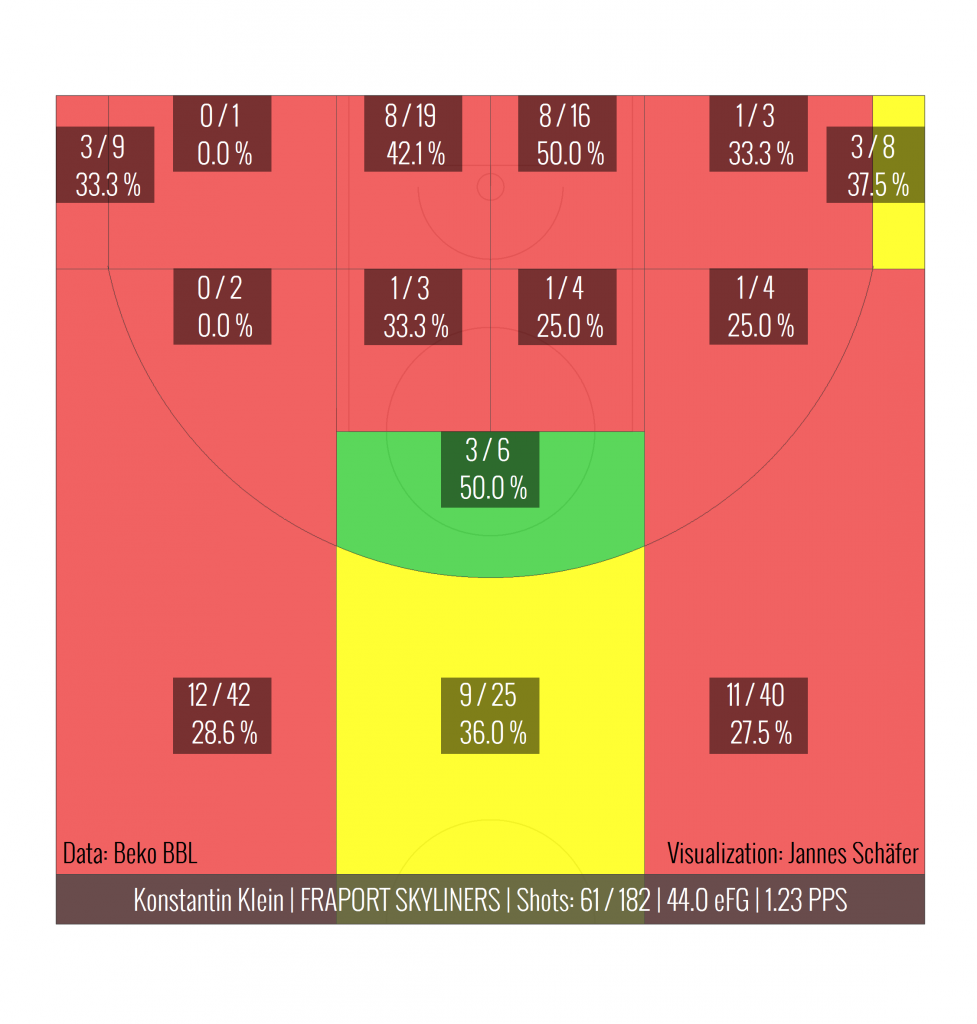 0 / 1
0.0 %
8 / 19
42.1 %
8 / 16
50.0 %
1 / 3
33.3 %
3 / 9
33.3 %
3 / 8
37.5 %
0 / 2
0.0 %
1 / 3
33.3 %
1 / 4
25.0 %
1 / 4
25.0 %
3 / 6
50.0 %
12 / 42
28.6 %
9 / 25
36.0 %
11 / 40
27.5 %
Data: Beko BBL
Visualization: Jannes Schäfer
Konstantin Klein | FRAPORT SKYLINERS | Shots: 61 / 182 | 44.0 eFG | 1.23 PPS